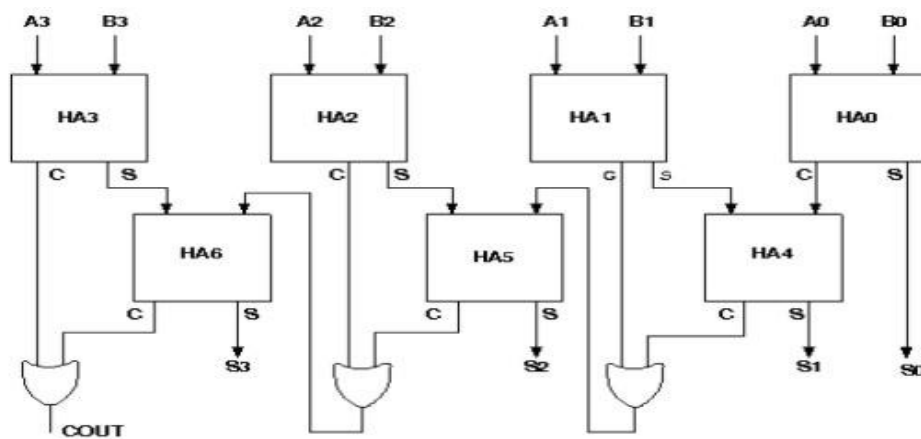 A3 B3 A2 B2 A1 B1 A0 B0
HA3 HA2 HA1 HA0
C S C S C S C S
HA6 HA5 HA4
C S C S C S
S3 S2 S1 S0
COUT